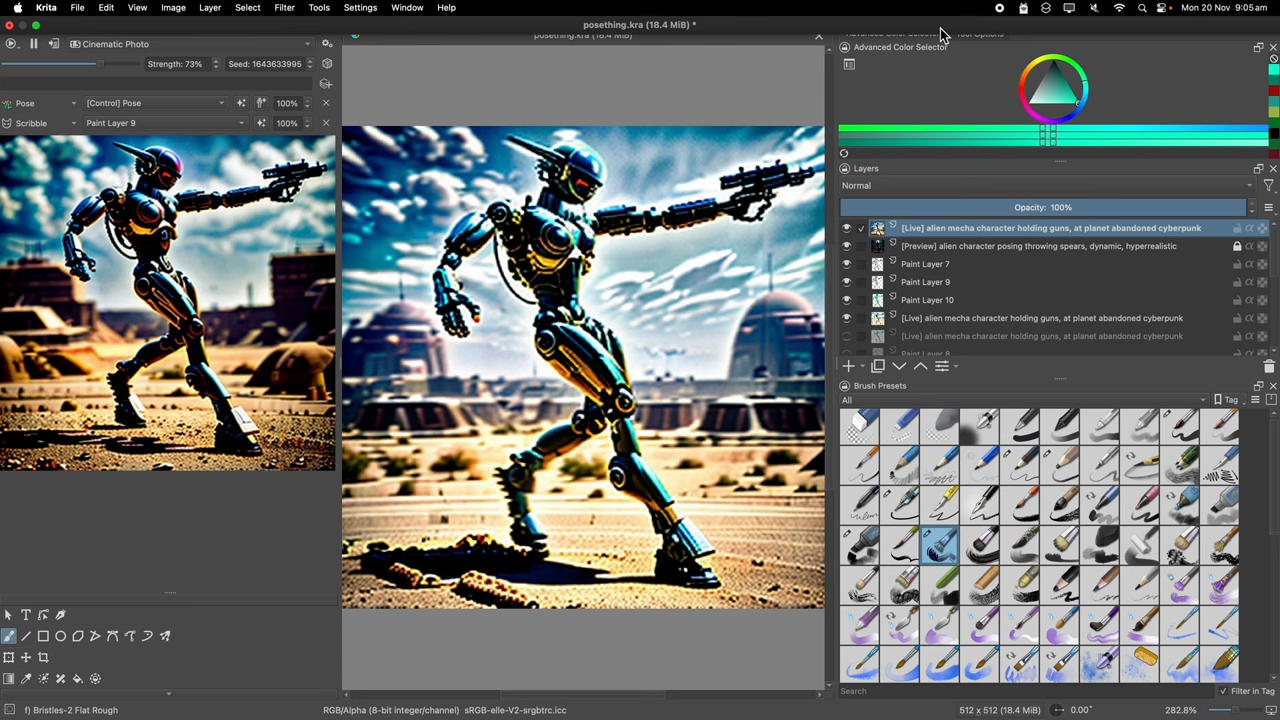 Krita File Edit View Image Layer Select Filter Tools Settings Window Help Mon 20 Nov 9:05am
posething.kra (18.4 MiB) *
posething.kra (18.4 MiB)
Tool Options
Cinematic Photo
Advanced Color Selector
Strength: 73% Seed: 1643633995
Pose [Control] Pose 100%
Scribble Paint Layer 9 100%
Layers
Normal
Opacity: 100%
[Live] alien mecha character holding guns, at planet abandoned cyberpunk
[Preview] alien character posing throwing spears, dynamic, hyperrealistic
Paint Layer 7
Paint Layer 9
Paint Layer 10
[Live] alien mecha character holding guns, at planet abandoned cyberpunk
[Live] alien mecha character holding guns, at planet abandoned cyberpunk
Paint Layer 8
Brush Presets
All Tag
Search Filter in Tag
f) Bristles-2 Flat Rough RGB/Alpha (8-bit integer/channel) sRGB-elle-V2-srgbtrc.icc 512 x 512 (18.4 MiB) 0.00° 282.8%